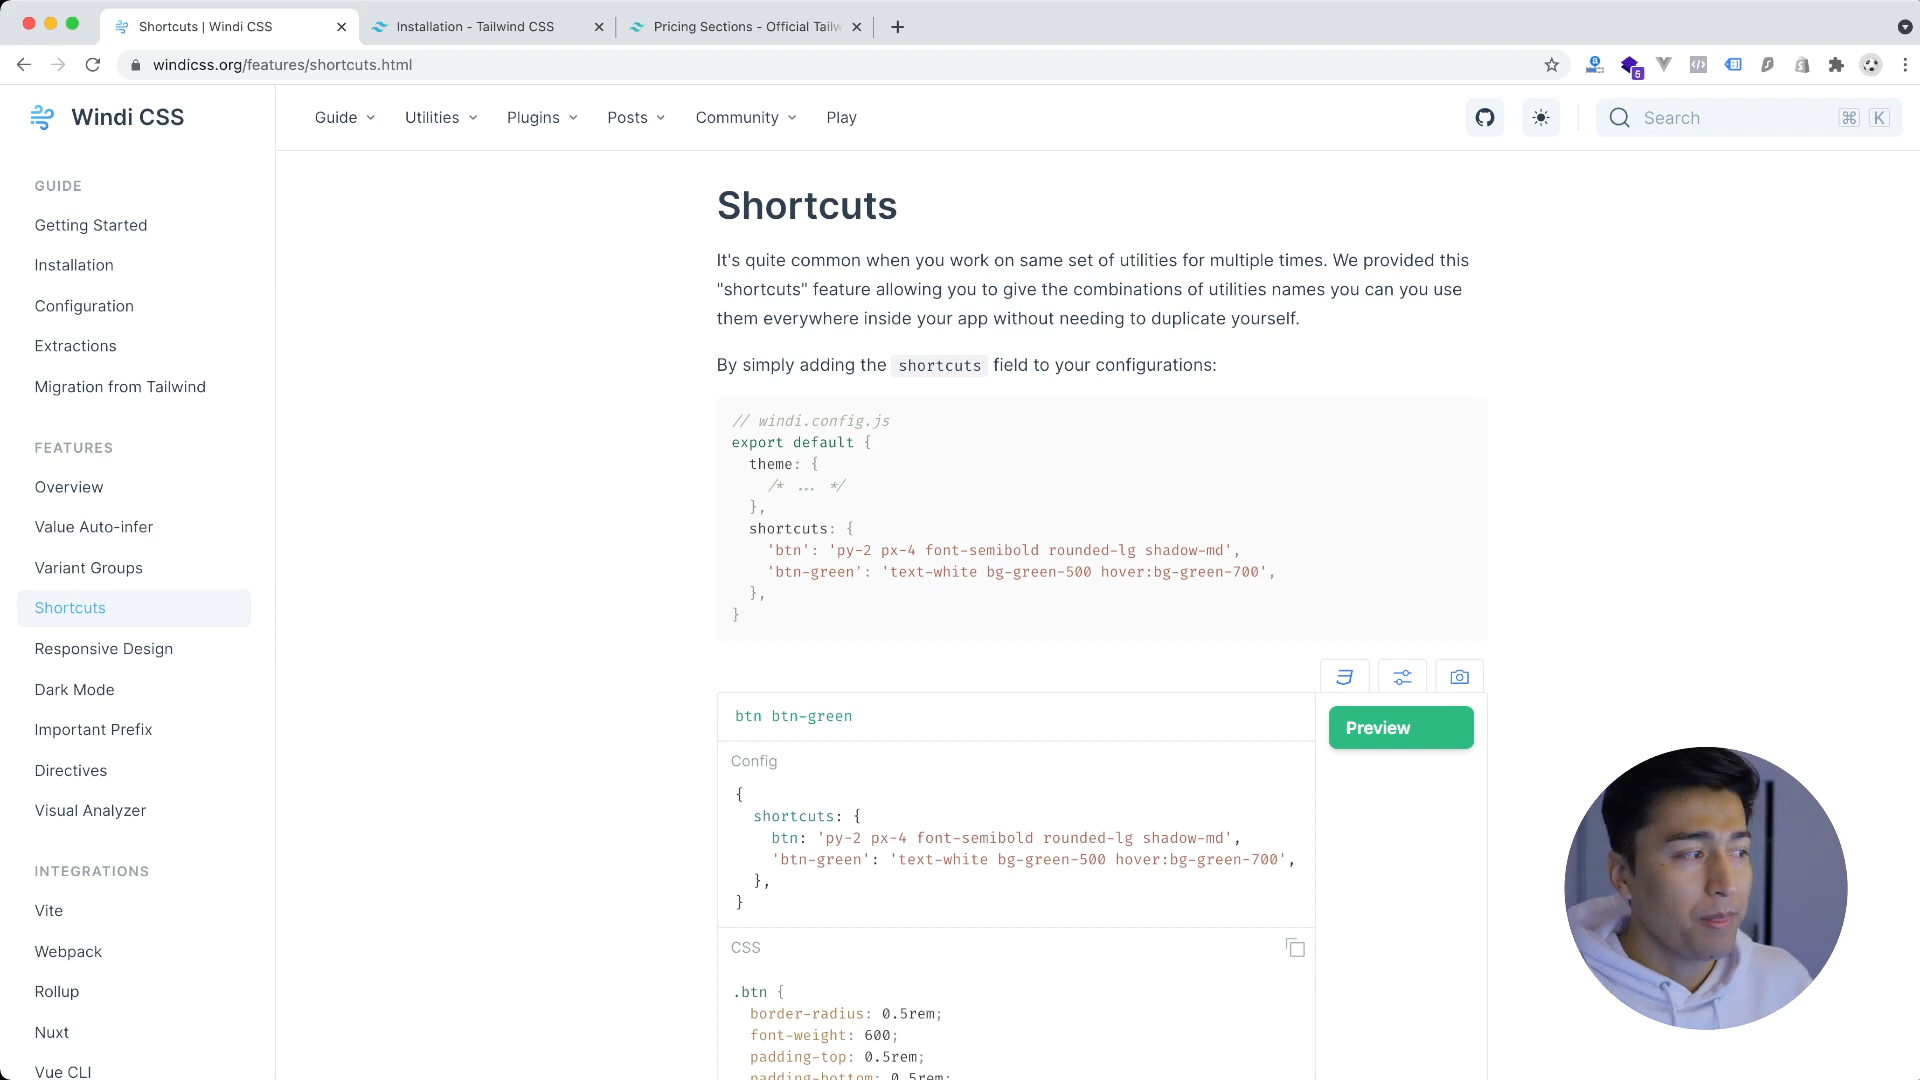 Shortcuts | Windi CSS
Installation - Tailwind CSS
Pricing Sections - Official Tailw
windicss.org/features/shortcuts.html
5
Windi CSS
Guide
Utilities
Plugins
Posts
Community
Play
Search
⌘ K
GUIDE
Getting Started
Installation
Configuration
Extractions
Migration from Tailwind
FEATURES
Overview
Value Auto-infer
Variant Groups
Shortcuts
Responsive Design
Dark Mode
Important Prefix
Directives
Visual Analyzer
INTEGRATIONS
Vite
Webpack
Rollup
Nuxt
Vue CLI
Shortcuts
It's quite common when you work on same set of utilities for multiple times. We provided this
"shortcuts" feature allowing you to give the combinations of utilities names you can you use
them everywhere inside your app without needing to duplicate yourself.
By simply adding the shortcuts field to your configurations:
// windi.config.js
export default {
theme: {
/* ... */
},
shortcuts: {
'btn': 'py-2 px-4 font-semibold rounded-lg shadow-md',
'btn-green': 'text-white bg-green-500 hover:bg-green-700',
},
}
btn btn-green
Preview
Config
{
shortcuts: {
btn: 'py-2 px-4 font-semibold rounded-lg shadow-md',
'btn-green': 'text-white bg-green-500 hover:bg-green-700',
},
}
CSS
.btn {
border-radius: 0.5rem;
font-weight: 600;
padding-top: 0.5rem;
padding-bottom: 0.5rem;